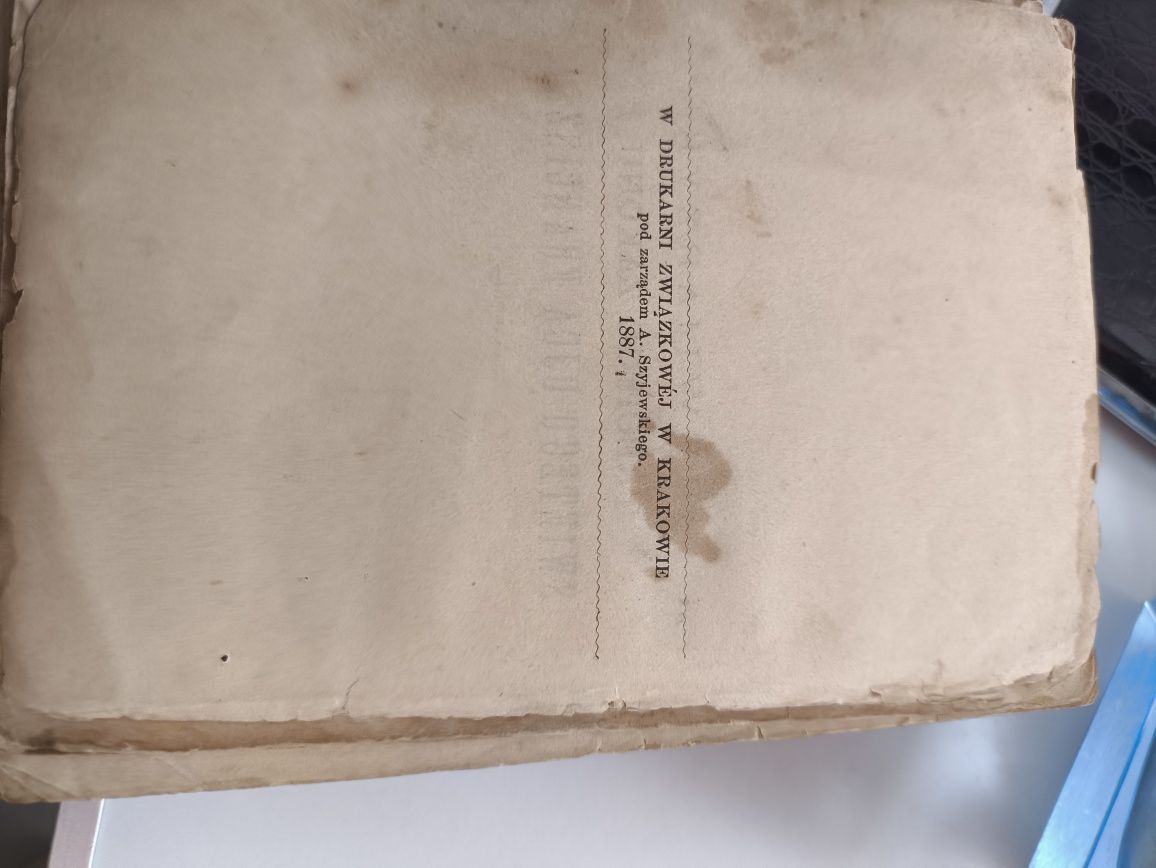 W DRUKARNI ZWIĄZKOWÉJ W KRAKOWIE
pod zarządem A. Szyjewskiego.
1887.